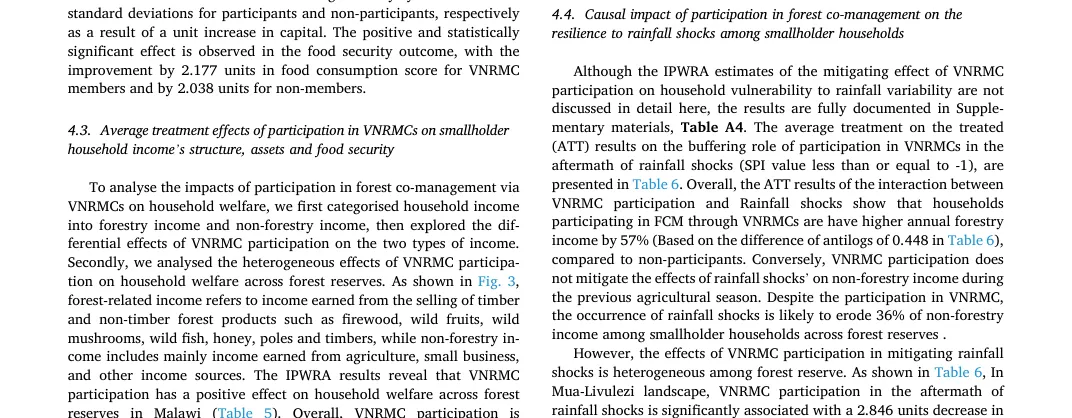 standard deviations for participants and non-participants, respectively
as a result of a unit increase in capital. The positive and statistically
significant effect is observed in the food security outcome, with the
improvement by 2.177 units in food consumption score for VNRMC
members and by 2.038 units for non-members.
4.3. Average treatment effects of participation in VNRMCs on smallholder
household income's structure, assets and food security
To analyse the impacts of participation in forest co-management via
VNRMCs on household welfare, we first categorised household income
into forestry income and non-forestry income, then explored the dif-
ferential effects of VNRMC participation on the two types of income.
Secondly, we analysed the heterogeneous effects of VNRMC participa-
tion on household welfare across forest reserves. As shown in Fig. 3,
forest-related income refers to income earned from the selling of timber
and non-timber forest products such as firewood, wild fruits, wild
mushrooms, wild fish, honey, poles and timbers, while non-forestry in-
come includes mainly income earned from agriculture, small business,
and other income sources. The IPWRA results reveal that VNRMC
participation has a positive effect on household welfare across forest
reserves in Malawi (Table 5). Overall, VNRMC participation is
4.4. Causal impact of participation in forest co-management on the
resilience to rainfall shocks among smallholder households
Although the IPWRA estimates of the mitigating effect of VNRMC
participation on household vulnerability to rainfall variability are not
discussed in detail here, the results are fully documented in Supple-
mentary materials, Table A4. The average treatment on the treated
(ATT) results on the buffering role of participation in VNRMCs in the
aftermath of rainfall shocks (SPI value less than or equal to -1), are
presented in Table 6. Overall, the ATT results of the interaction between
VNRMC participation and Rainfall shocks show that households
participating in FCM through VNRMCs are have higher annual forestry
income by 57% (Based on the difference of antilogs of 0.448 in Table 6),
compared to non-participants. Conversely, VNRMC participation does
not mitigate the effects of rainfall shocks' on non-forestry income during
the previous agricultural season. Despite the participation in VNRMC,
the occurrence of rainfall shocks is likely to erode 36% of non-forestry
income among smallholder households across forest reserves .
However, the effects of VNRMC participation in mitigating rainfall
shocks is heterogeneous among forest reserve. As shown in Table 6, In
Mua-Livulezi landscape, VNRMC participation in the aftermath of
rainfall shocks is significantly associated with a 2.846 units decrease in